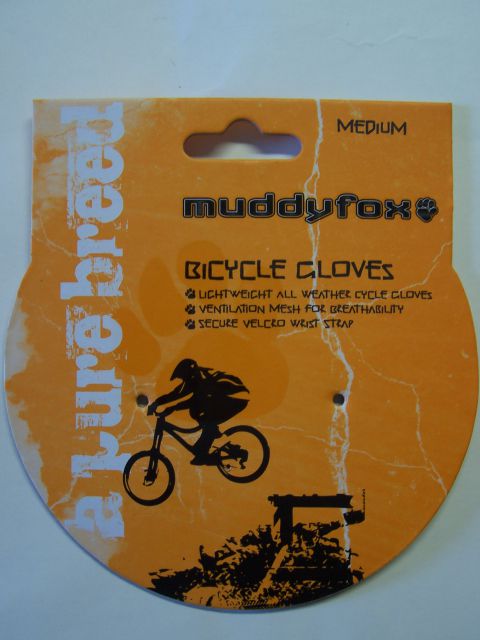 MEDIUM
muddyfox
a pure breed
BICYCLE GLOVES
LIGHTWEIGHT ALL WEATHER CYCLE GLOVES
VENTILATION MESH FOR BREATHABILITY
SECURE VELCRO WRIST STRAP